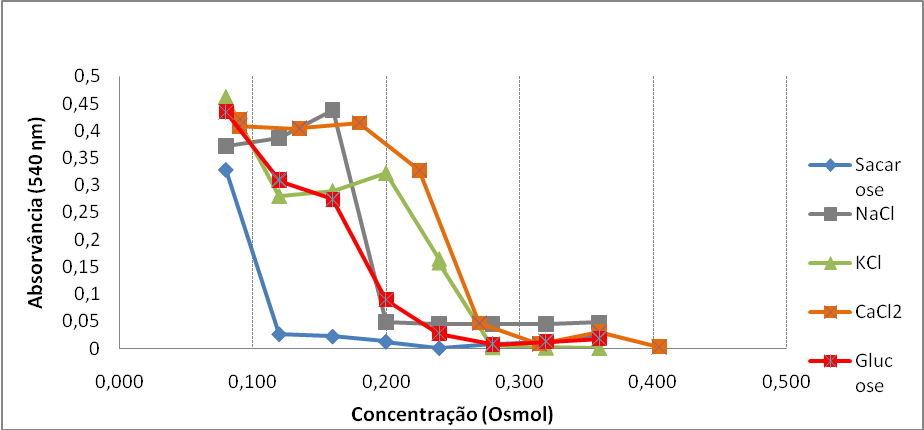 Absorvância (540 ηm)
0,5
0,45
0,4
0,35
0,3
0,25
0,2
0,15
0,1
0,05
0
0,000 0,100 0,200 0,300 0,400 0,500
Concentração (Osmol)
Sacar
ose
NaCl
KCl
CaCl2
Gluc
ose